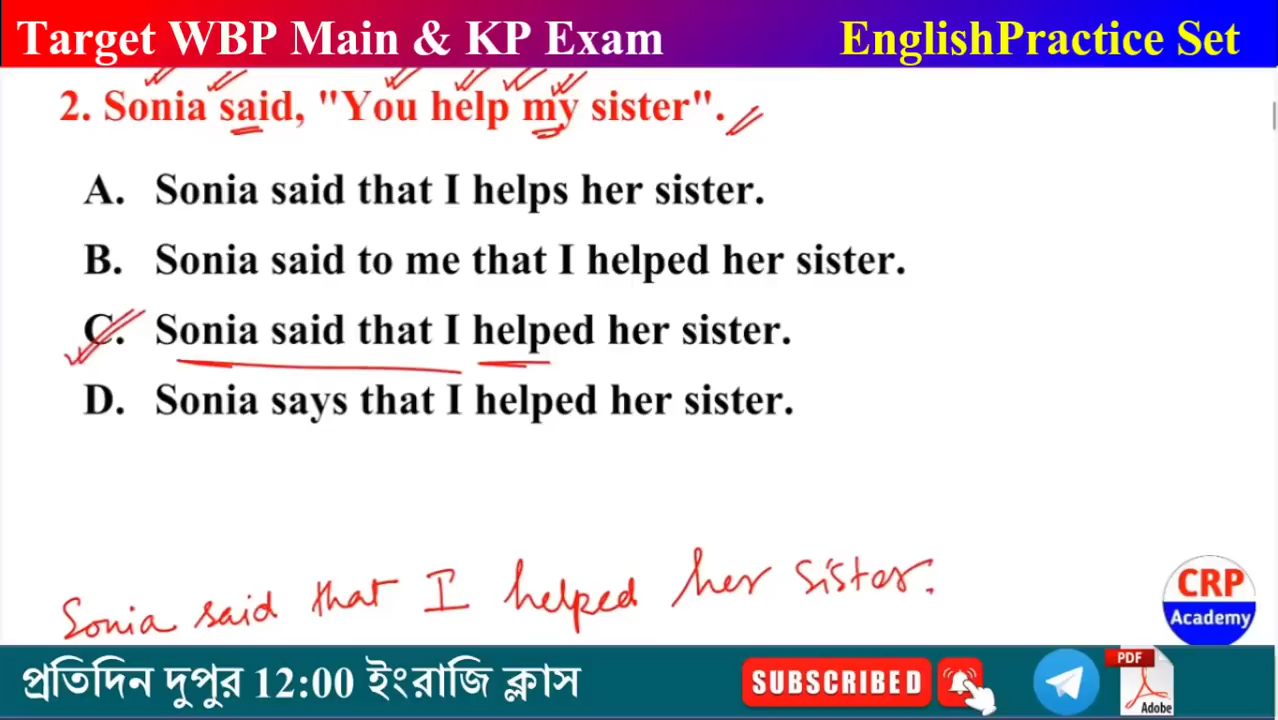 Target WBP Main & KP Exam
EnglishPractice Set
2. Sonia said, "You help my sister".
A. Sonia said that I helps her sister.
B. Sonia said to me that I helped her sister.
C. Sonia said that I helped her sister.
D. Sonia says that I helped her sister.
Sonia said that I helped her sister.
CRP
Academy
প্রতিদিন দুপুর 12:00 ইংরাজি ক্লাস
SUBSCRIBED
PDF
Adobe